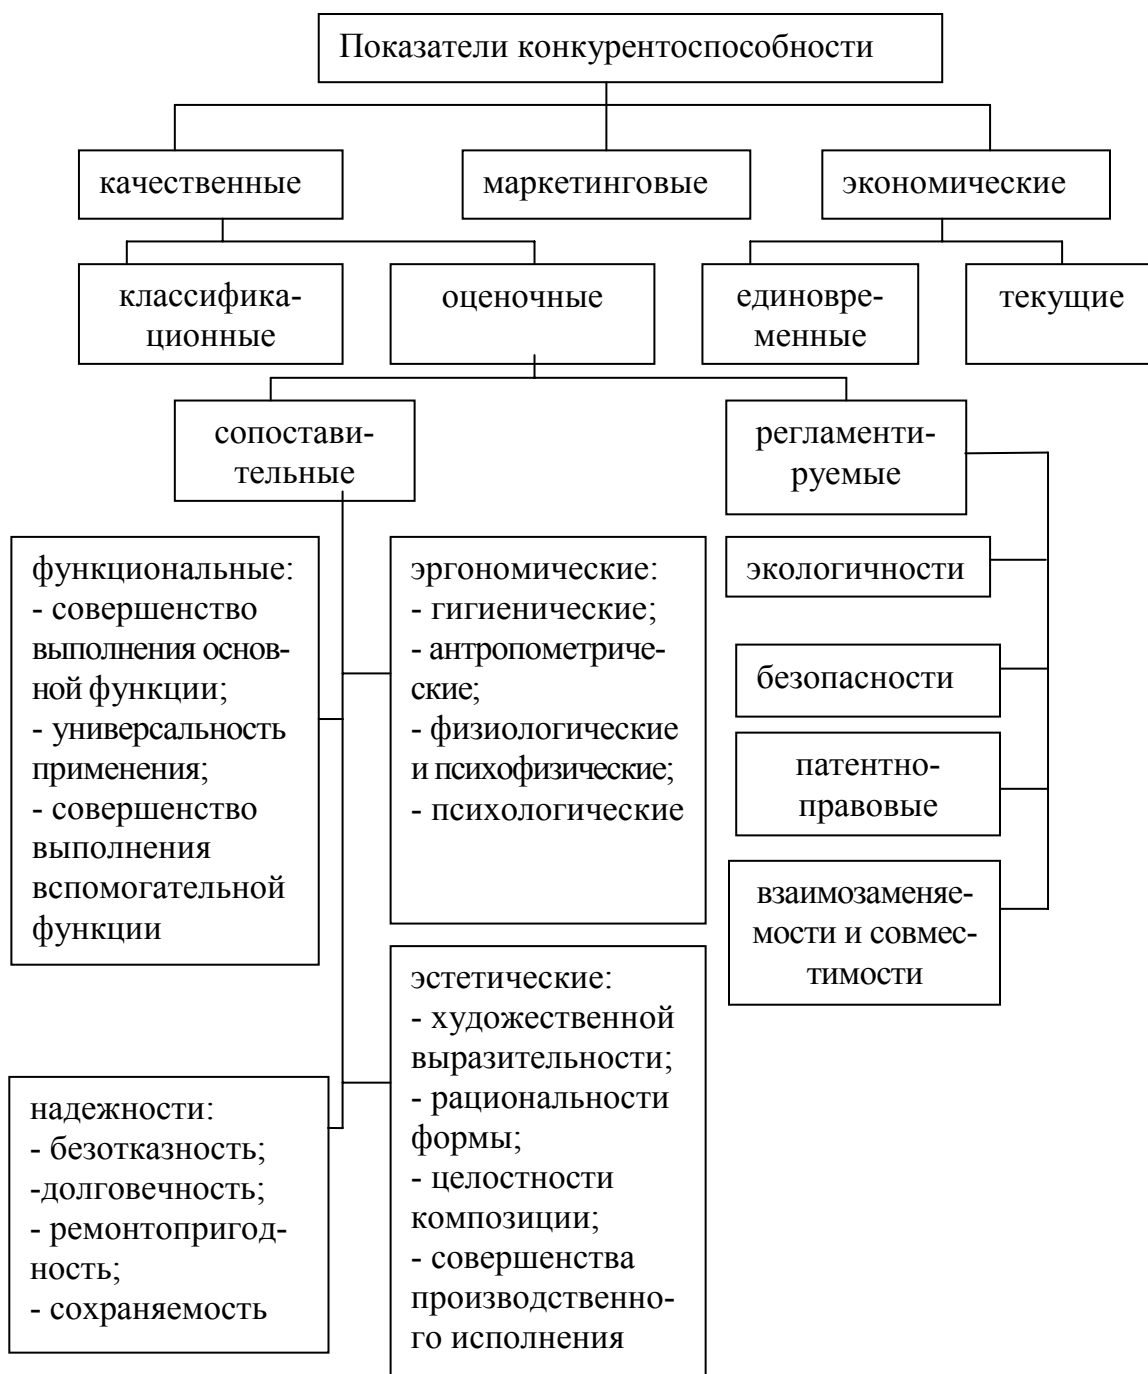 Показатели конкурентоспособности
качественные
маркетинговые
экономические
классифика-
ционные
оценочные
единовре-
менные
текущие
сопостави-
тельные
регламенти-
руемые
функциональные:
- совершенство
выполнения основ-
ной функции;
- универсальность
применения;
- совершенство
выполнения
вспомогательной
функции
эргономические:
- гигиенические;
- антропометриче-
ские;
- физиологические
и психофизические;
- психологические
экологичности
безопасности
патентно-
правовые
взаимозаменяе-
мости и совмес-
тимости
надежности:
- безотказность;
-долговечность;
- ремонтопригод-
ность;
- сохраняемость
эстетические:
- художественной
выразительности;
- рациональности
формы;
- целостности
композиции;
- совершенства
производственно-
го исполнения